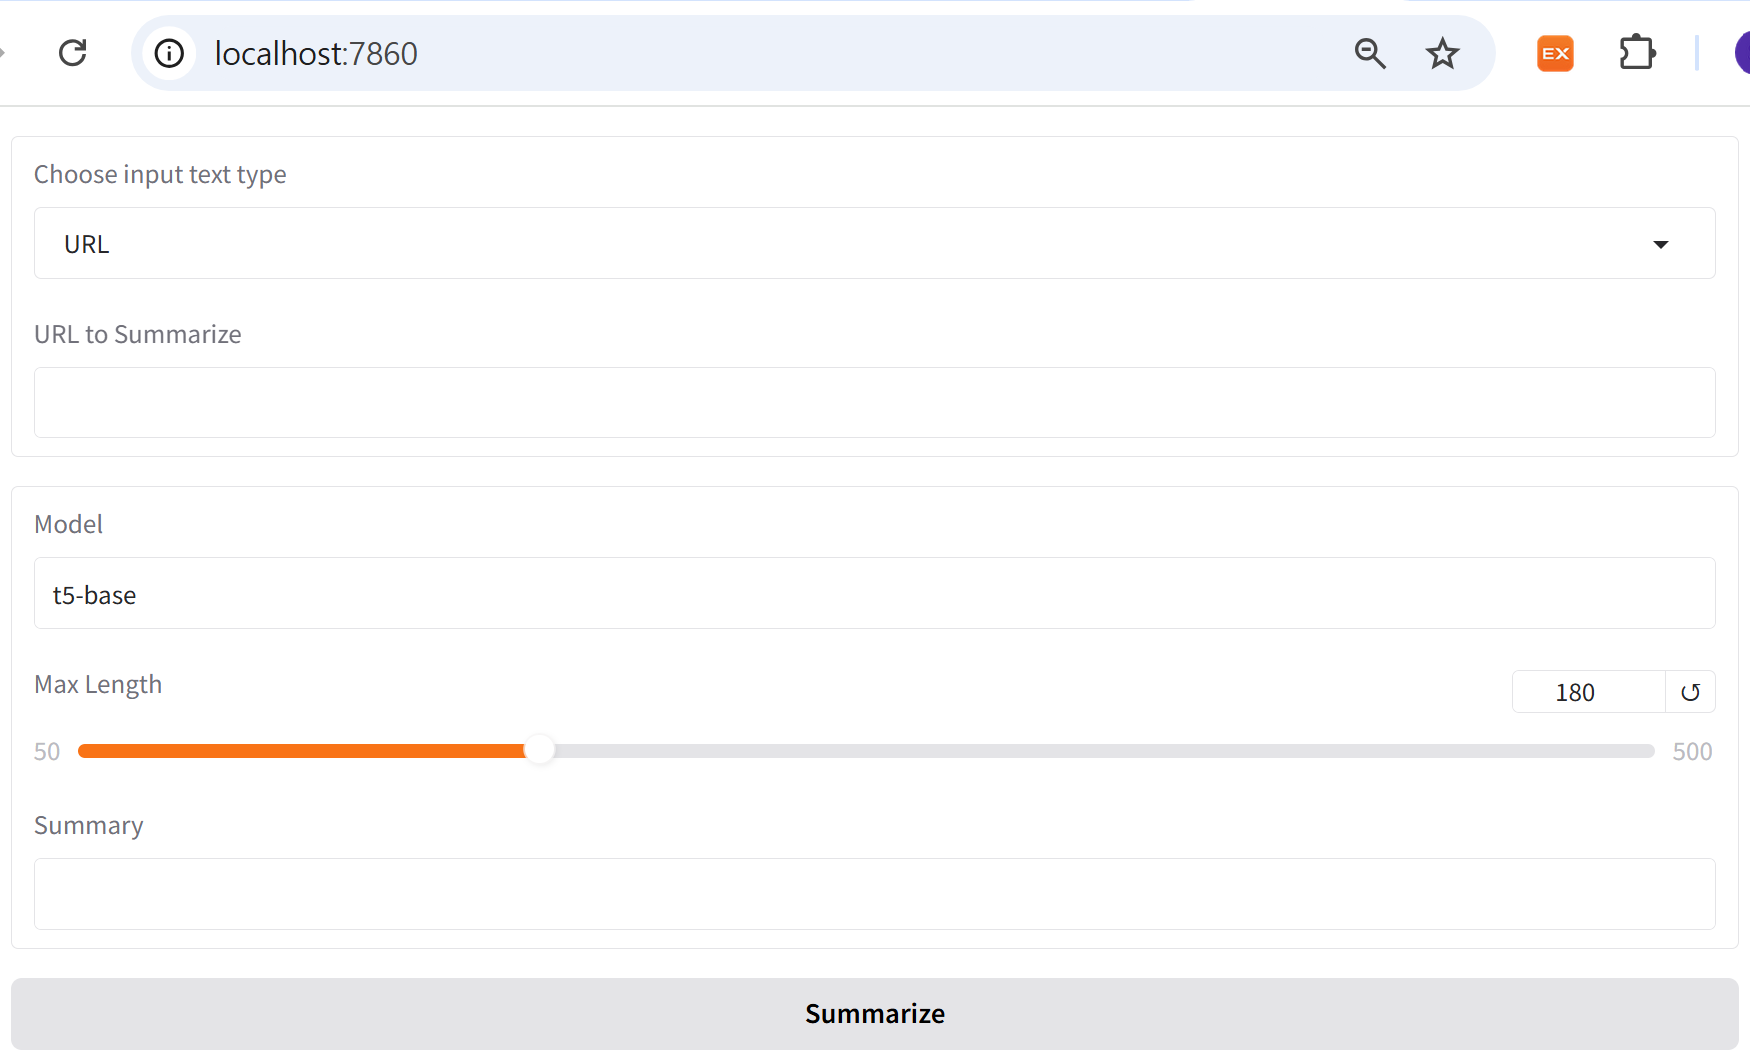 localhost:7860
EX
Choose input text type
URL
URL to Summarize
Model
t5-base
Max Length
180
50
500
Summary
Summarize